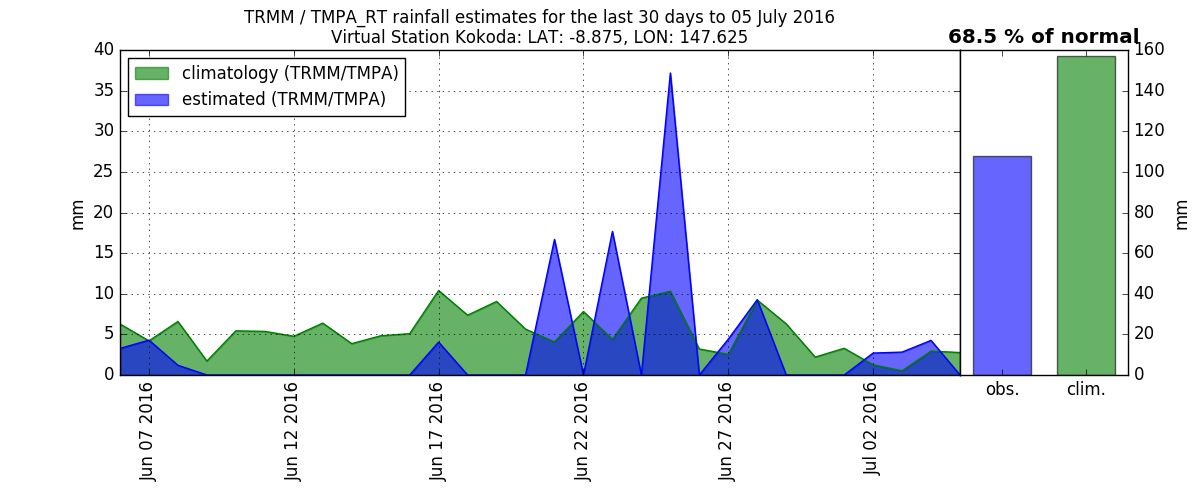 TRMM / TMPA_RT rainfall estimates for the last 30 days to 05 July 2016
Virtual Station Kokoda: LAT: -8.875, LON: 147.625
68.5 % of normal
climatology (TRMM/TMPA)
estimated (TRMM/TMPA)
40
35
30
25
20
15
10
5
0
mm
Jun 07 2016
Jun 12 2016
Jun 17 2016
Jun 22 2016
Jun 27 2016
Jul 02 2016
obs.
clim.
160
140
120
100
80
60
40
20
0
mm